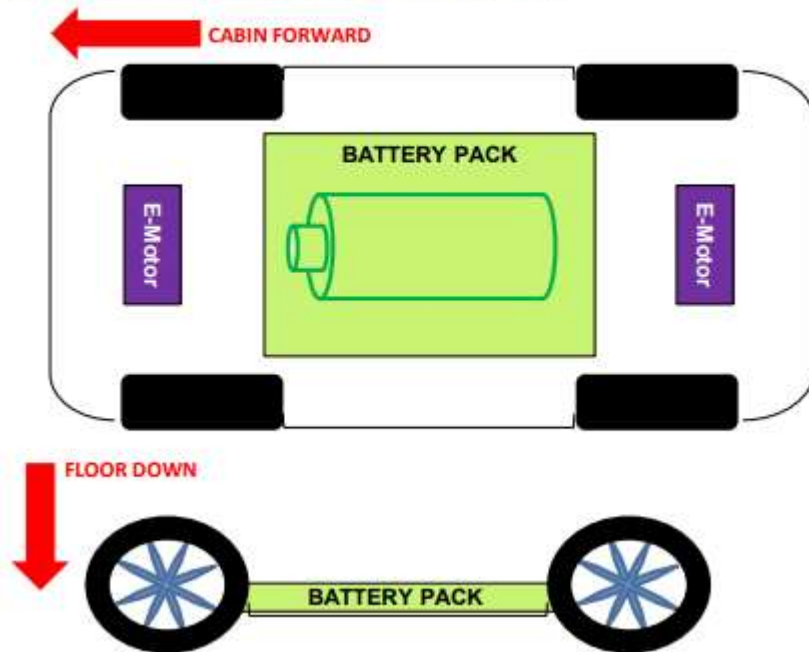 CABIN FORWARD
BATTERY PACK
E-Motor
E-Motor
FLOOR DOWN
BATTERY PACK